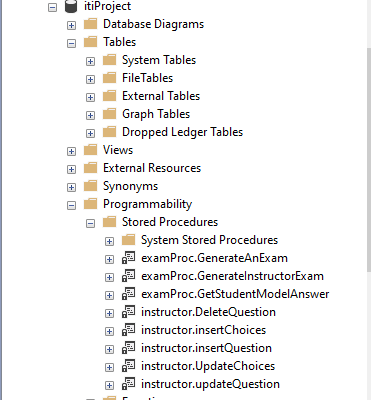 itiProject
Database Diagrams
Tables
System Tables
FileTables
External Tables
Graph Tables
Dropped Ledger Tables
Views
External Resources
Synonyms
Programmability
Stored Procedures
System Stored Procedures
examProc.GenerateAnExam
examProc.GenerateInstructorExam
examProc.GetStudentModelAnswer
instructor.DeleteQuestion
instructor.insertChoices
instructor.insertQuestion
instructor.UpdateChoices
instructor.updateQuestion